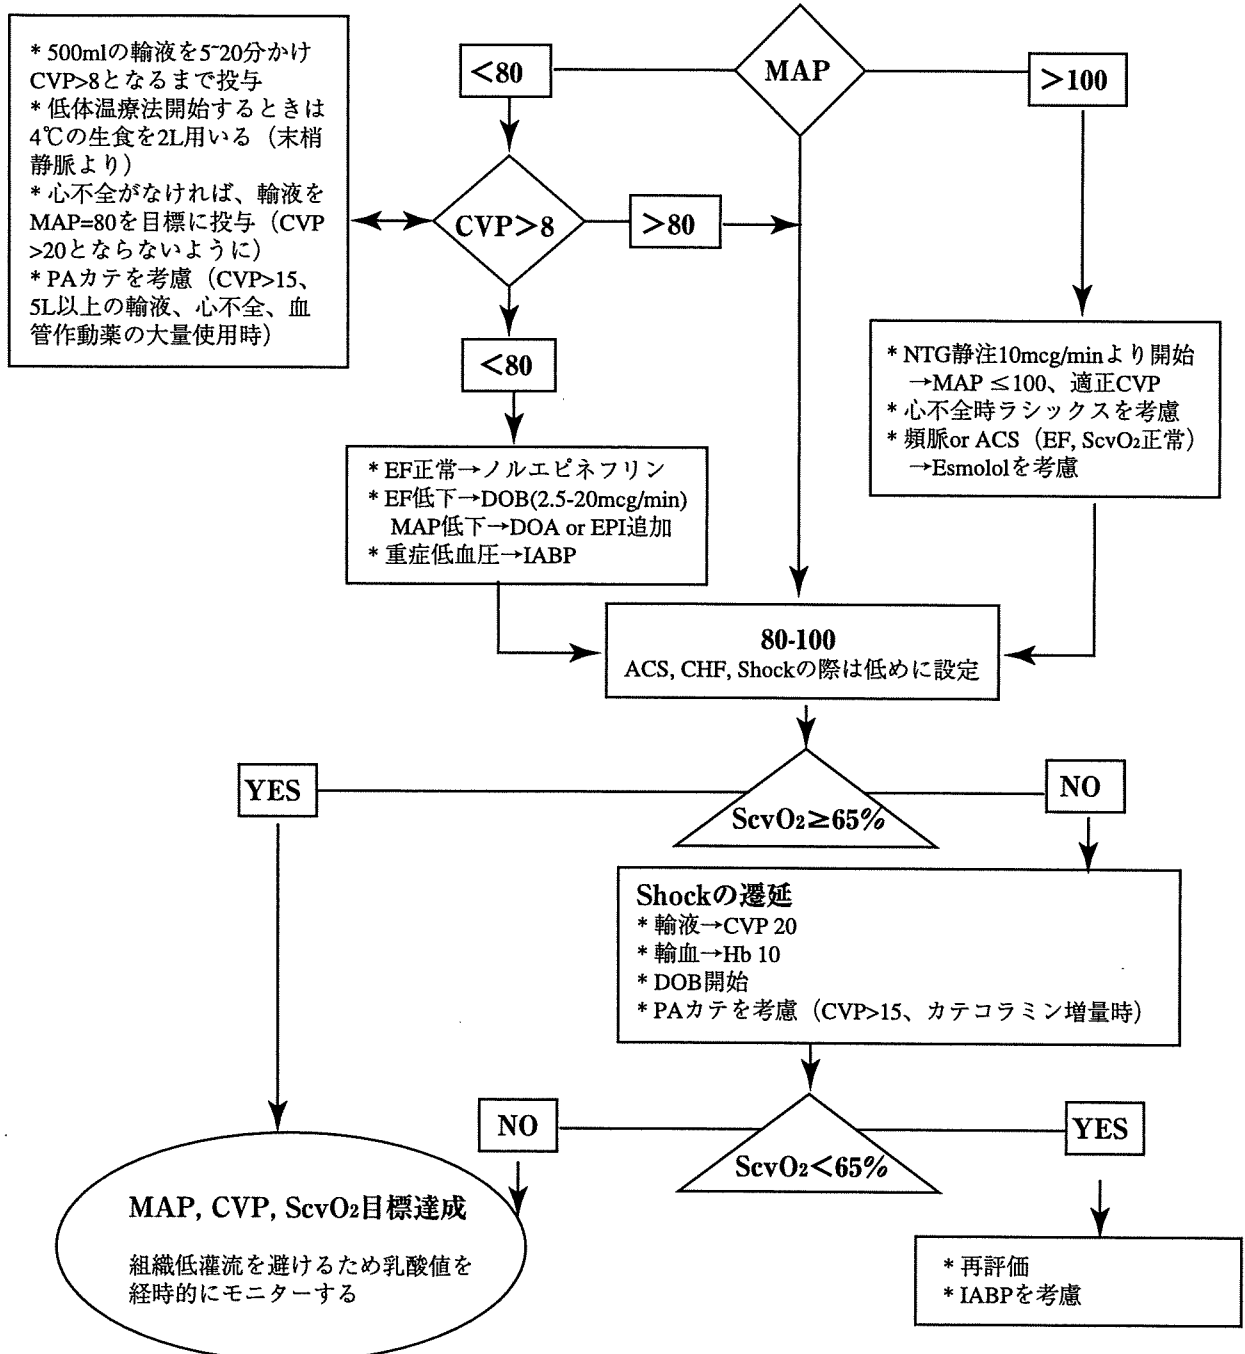 MAP
<80
>100
* 500mlの輸液を5~20分かけ
CVP>8となるまで投与
* 低体温療法開始するときは
4℃の生食を2L用いる（末梢
静脈より）
* 心不全がなければ、輸液を
MAP=80を目標に投与（CVP
>20とならないように）
* PAカテを考慮（CVP>15、
5L以上の輸液、心不全、血
管作動薬の大量使用時）
CVP>8
>80
<80
* NTG静注10mcg/minより開始
→MAP ≤100、適正CVP
* 心不全時ラシックスを考慮
* 頻脈or ACS（EF, ScvO₂正常）
→Esmololを考慮
* EF正常→ノルエピネフリン
* EF低下→DOB(2.5-20mcg/min)
MAP低下→DOA or EPI追加
* 重症低血圧→IABP
80-100
ACS, CHF, Shockの際は低めに設定
YES
NO
ScvO₂≥65%
Shockの遷延
* 輸液→CVP 20
* 輸血→Hb 10
* DOB開始
* PAカテを考慮（CVP>15、カテコラミン増量時）
NO
YES
ScvO₂<65%
MAP, CVP, ScvO₂目標達成
組織低灌流を避けるため乳酸値を
経時的にモニターする
* 再評価
* IABPを考慮